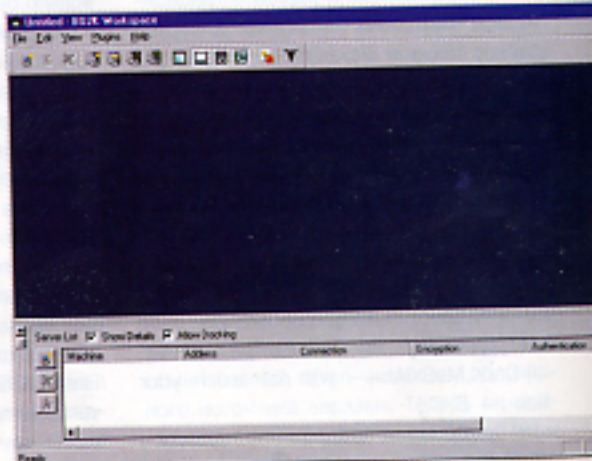 Untitled - BO2K Workspace
File Edit View Plugins Help
Server List Show Details Allow Docking
Machine Address Connection Encryption Authentication
Ready